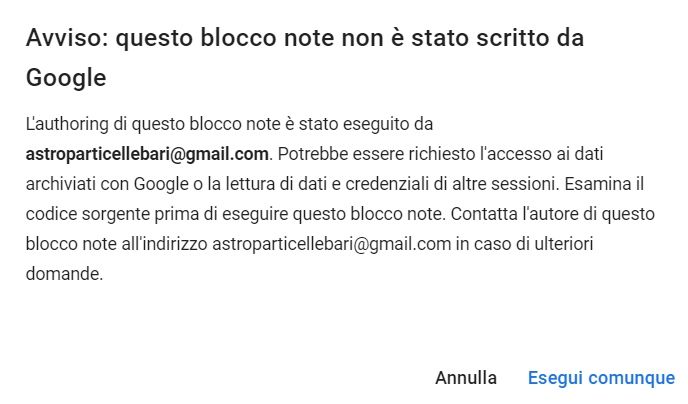 Avviso: questo blocco note non è stato scritto da
Google
L'authoring di questo blocco note è stato eseguito da
astroparticellebari@gmail.com. Potrebbe essere richiesto l'accesso ai dati
archiviati con Google o la lettura di dati e credenziali di altre sessioni. Esamina il
codice sorgente prima di eseguire questo blocco note. Contatta l'autore di questo
blocco note all'indirizzo astroparticellebari@gmail.com in caso di ulteriori
domande.
Annulla Esegui comunque